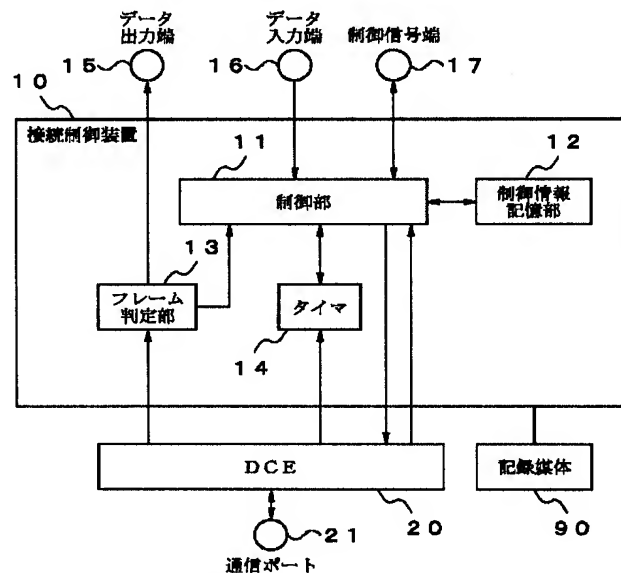 データ
出力端
データ
入力端
制御信号端
15
16
17
10
接続制御装置
11
12
制御部
制御情報
記憶部
13
フレーム
判定部
タイマ
14
DCE
記録媒体
20
90
21
通信ポート